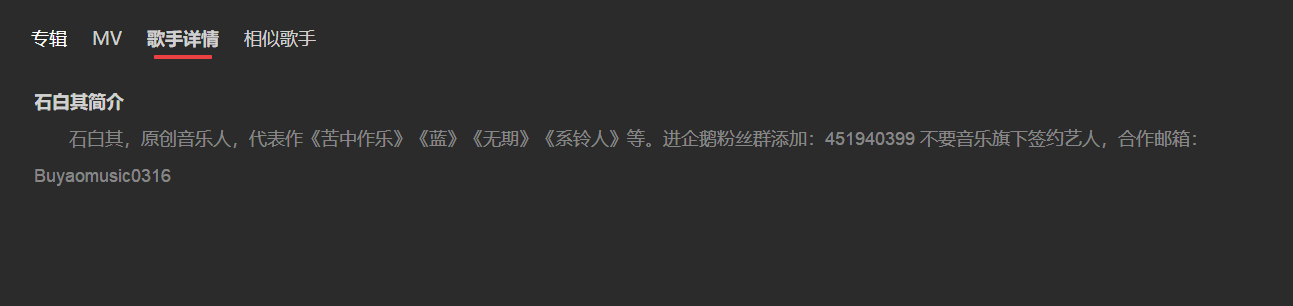 专辑 MV 歌手详情 相似歌手
石白其简介
石白其，原创音乐人，代表作《苦中作乐》《蓝》《无期》《系铃人》等。进企鹅粉丝群添加：451940399 不要音乐旗下签约艺人，合作邮箱：
Buyaomusic0316